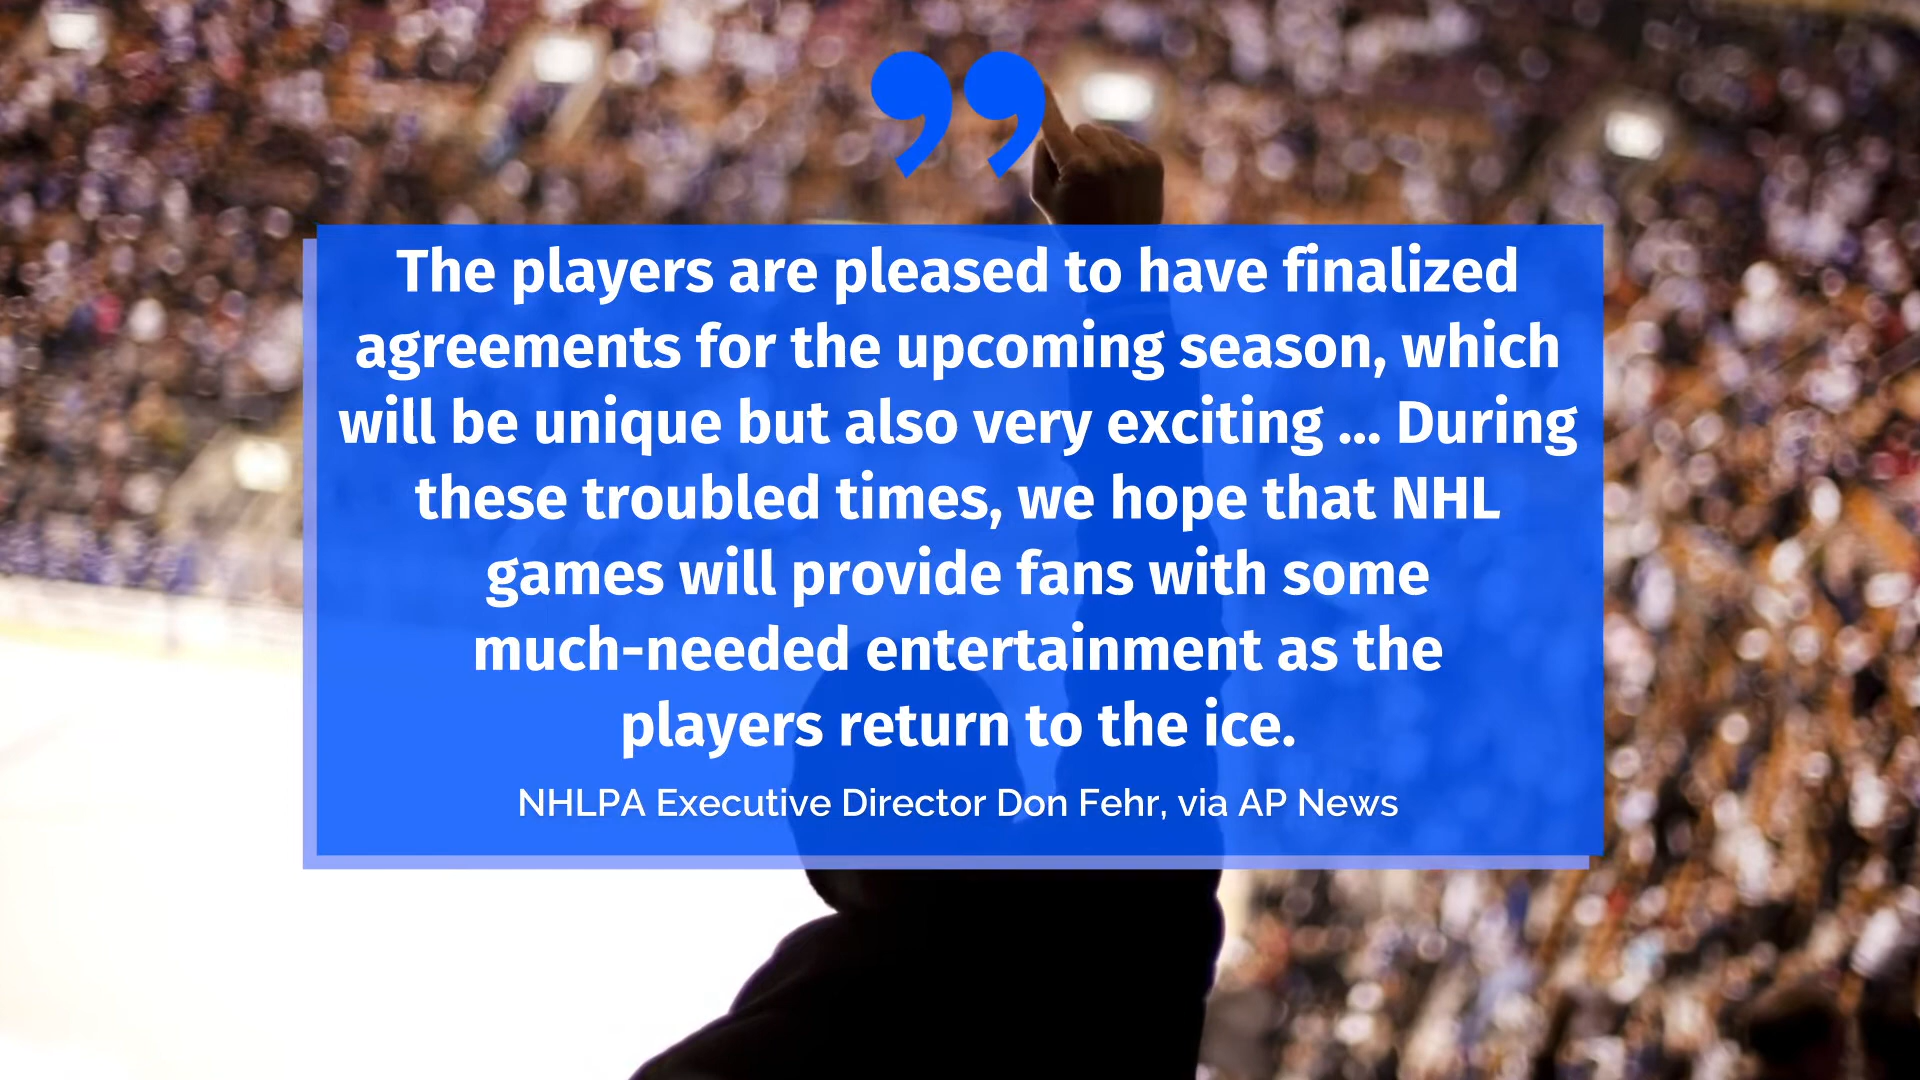 ”
The players are pleased to have finalized
agreements for the upcoming season, which
will be unique but also very exciting ... During
these troubled times, we hope that NHL
games will provide fans with some
much-needed entertainment as the
players return to the ice.
NHLPA Executive Director Don Fehr, via AP News